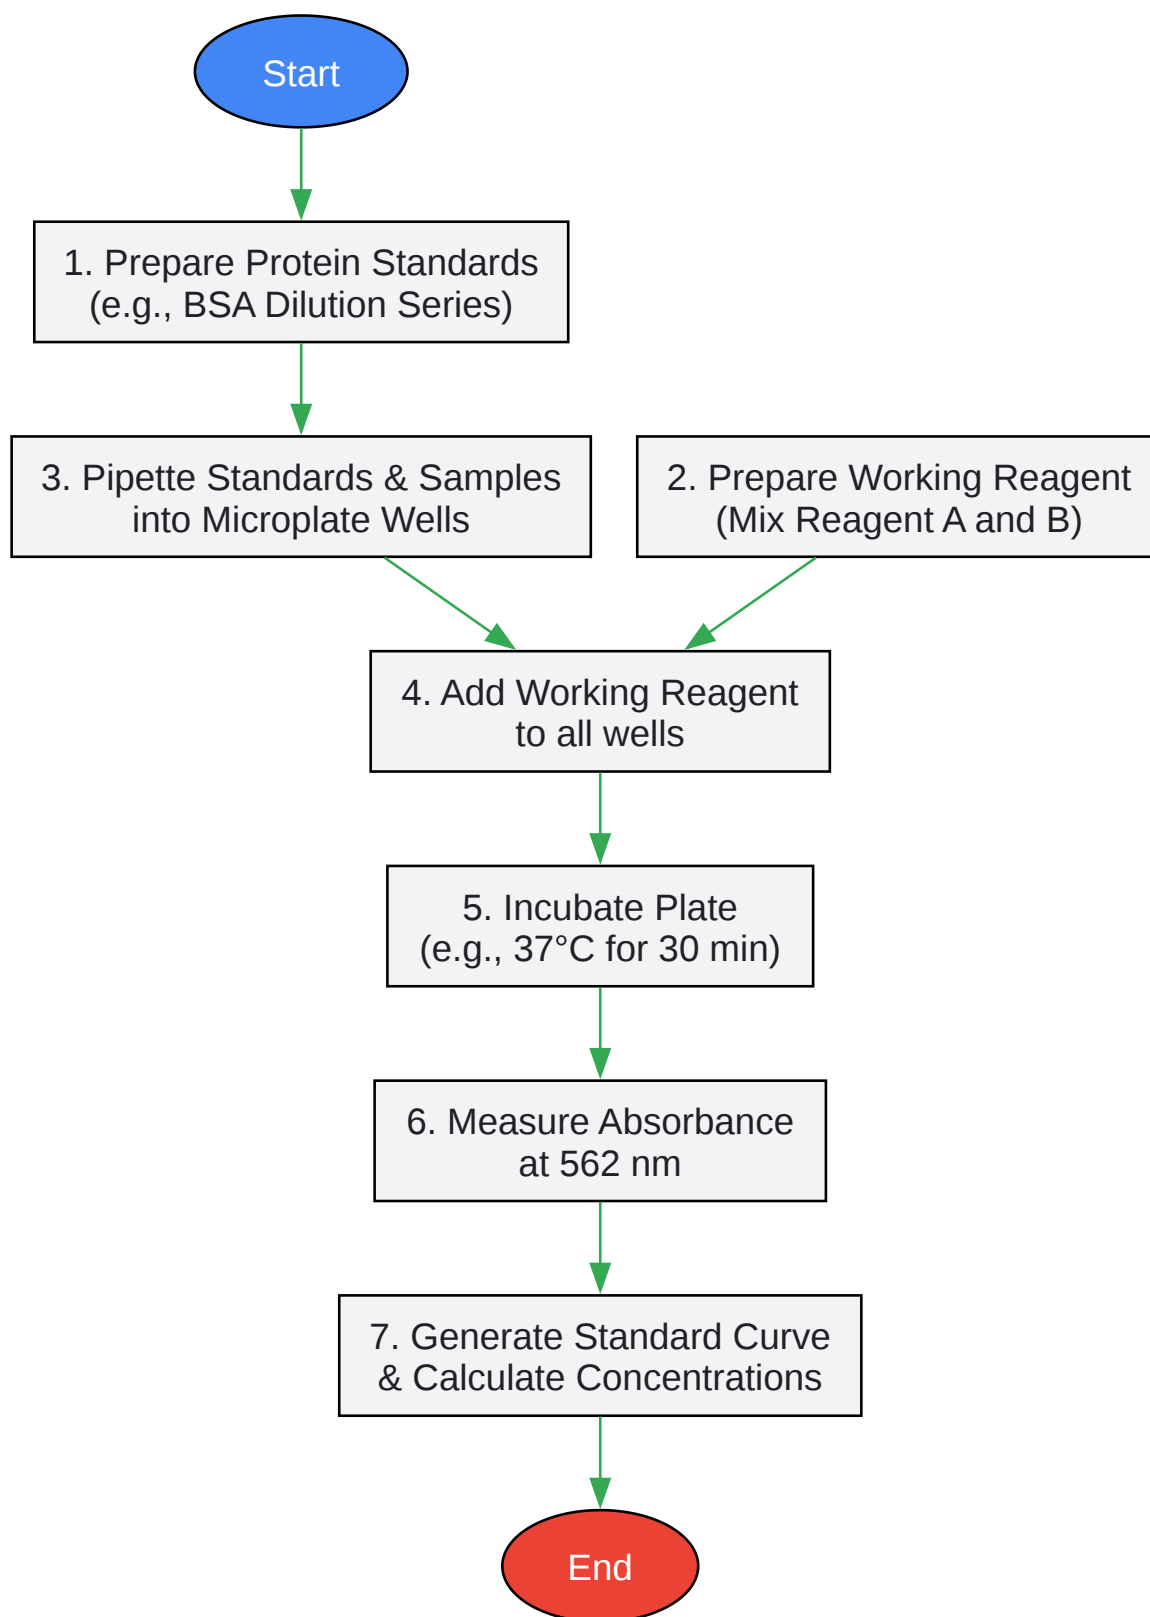 Start
1. Prepare Protein Standards
(e.g., BSA Dilution Series)
3. Pipette Standards & Samples
into Microplate Wells
2. Prepare Working Reagent
(Mix Reagent A and B)
4. Add Working Reagent
to all wells
5. Incubate Plate
(e.g., 37°C for 30 min)
6. Measure Absorbance
at 562 nm
7. Generate Standard Curve
& Calculate Concentrations
End